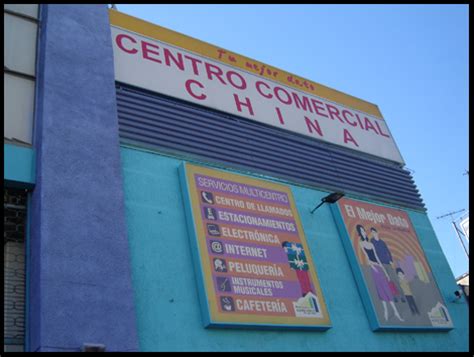 Tu mejor dato
CENTRO COMERCIAL
CHINA
SERVICIOS MULTICENTRO
CENTRO DE LLAMADOS
ESTACIONAMIENTOS
ELECTRÓNICA
@ INTERNET
PELUQUERÍA
INSTRUMENTOS
MUSICALES
CAFETERÍA
El Mejor Dato